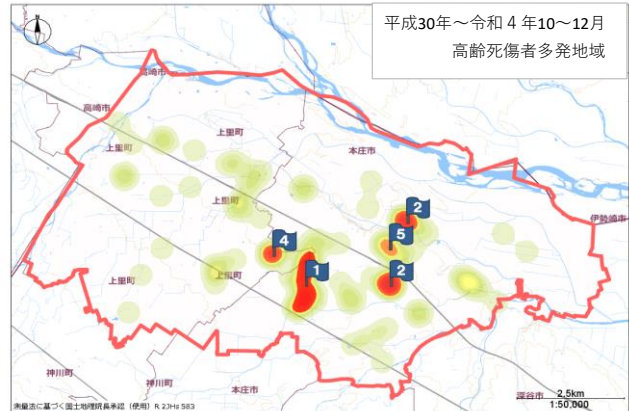 平成30年～令和４年10～12月
高齢死傷者多発地域
高崎市
高崎市
上里町
上里町
本庄市
上里町
伊勢崎市
2
5
4
1
2
上里町
上里町
神川町
神川町
本庄市
深谷市
2.5km
1:50,000
測量法に基づく国土地理院長承認（使用）R 2JHs 583